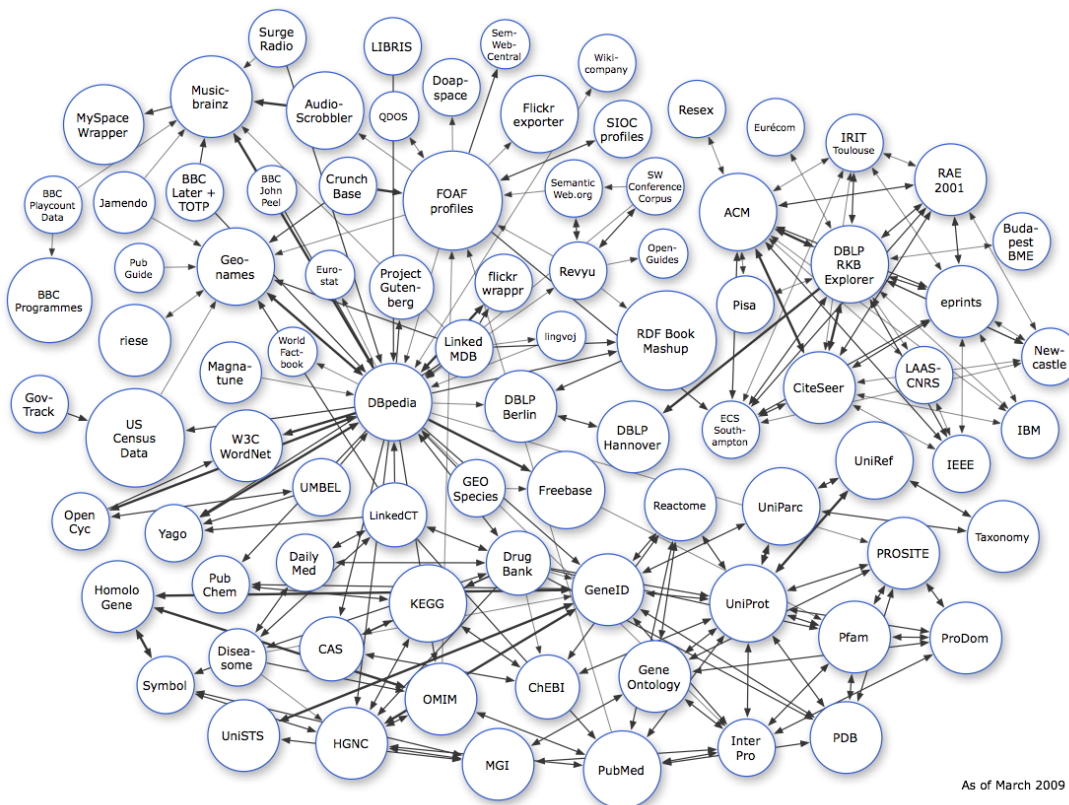 Surge
Radio
LIBRIS
Sem-
Web-
Central
Wiki-
company
Music-
brainz
Doap-
space
MySpace
Wrapper
Audio-
Scrobbler
QDOS
Flickr
exporter
SIOC
profiles
Resex
Eurécom
IRIT
Toulouse
BBC
Playcount
Data
Jamendo
BBC
Later +
TOTP
BBC
John
Peel
Crunch
Base
FOAF
profiles
Semantic
Web.org
SW
Conference
Corpus
ACM
RAE
2001
Pub
Guide
Geo-
names
Euro-
stat
Project
Guten-
berg
flickr
wrappr
Revyu
Open-
Guides
DBLP
RKB
Explorer
Buda-
pest
BME
BBC
Programmes
riese
World
Fact-
book
Linked
MDB
lingvoj
RDF Book
Mashup
Pisa
eprints
Magna-
tune
Gov-
Track
US
Census
Data
W3C
WordNet
DBpedia
DBLP
Berlin
DBLP
Hannover
ECS
South-
ampton
CiteSeer
LAAS-
CNRS
New-
castle
IBM
IEEE
UniRef
Open
Cyc
Yago
UMBEL
LinkedCT
GEO
Species
Freebase
Reactome
UniParc
PROSITE
Taxonomy
Homolo
Gene
Pub
Chem
Daily
Med
KEGG
Drug
Bank
GeneID
UniProt
Pfam
ProDom
Symbol
Disea-
some
CAS
OMIM
ChEBI
Gene
Ontology
UniSTS
HGNC
MGI
PubMed
Inter
Pro
PDB
As of March 2009